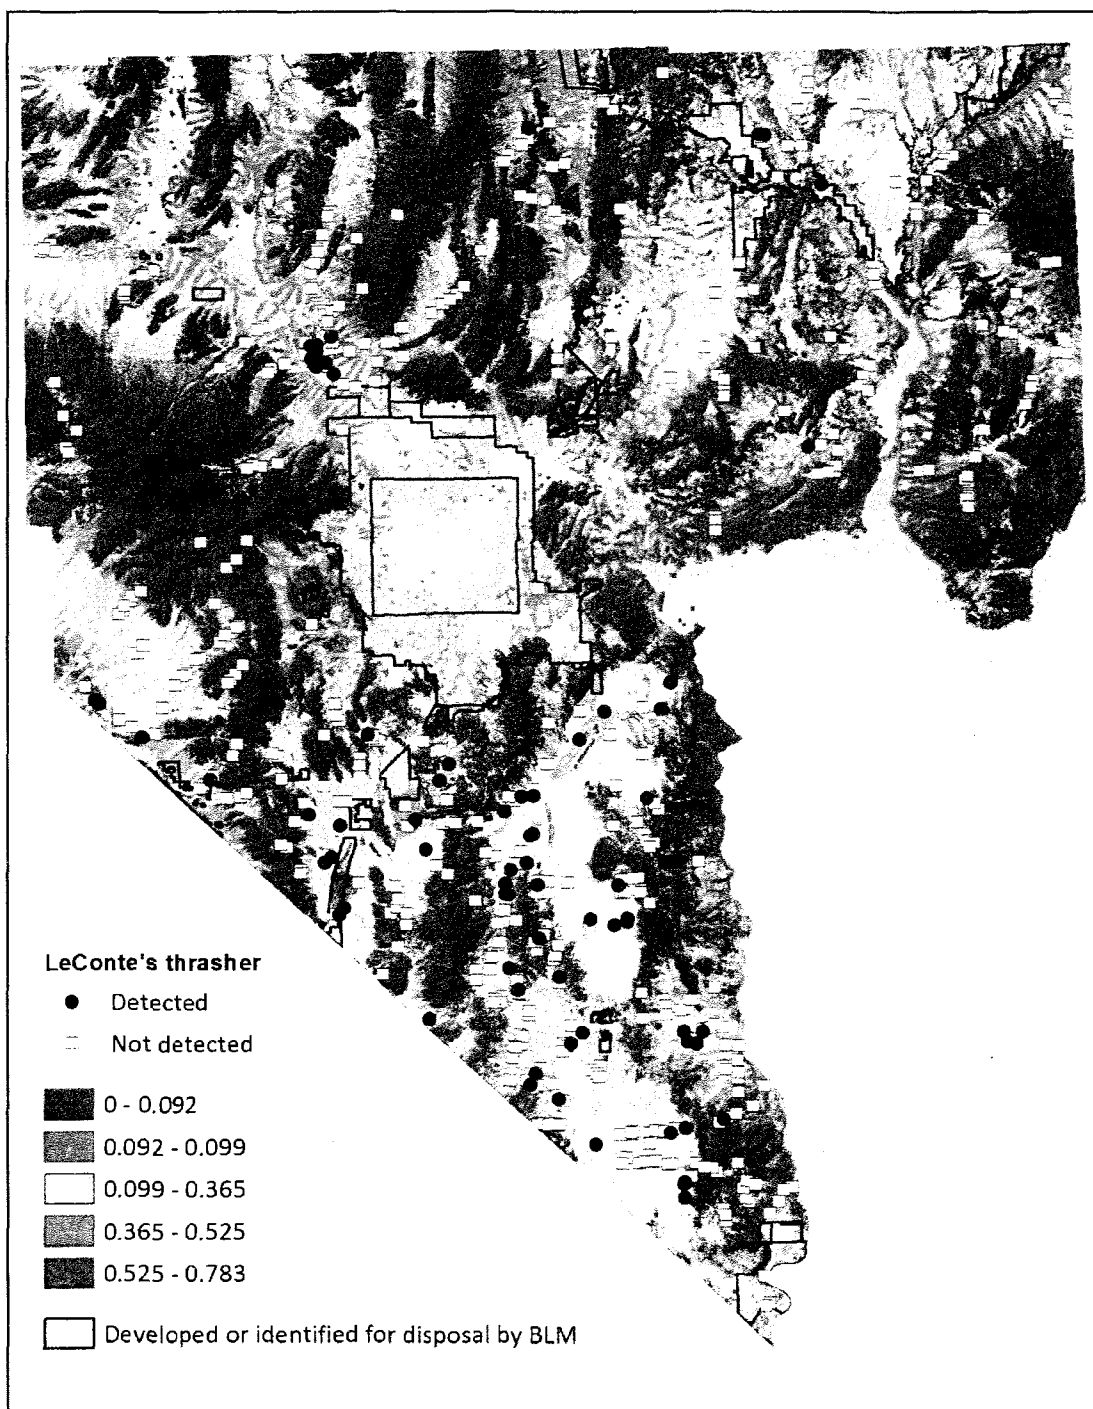 LeConte's thrasher
Detected
Not detected
0 - 0.092
0.092 - 0.099
0.099 - 0.365
0.365 - 0.525
0.525 - 0.783
Developed or identified for disposal by BLM